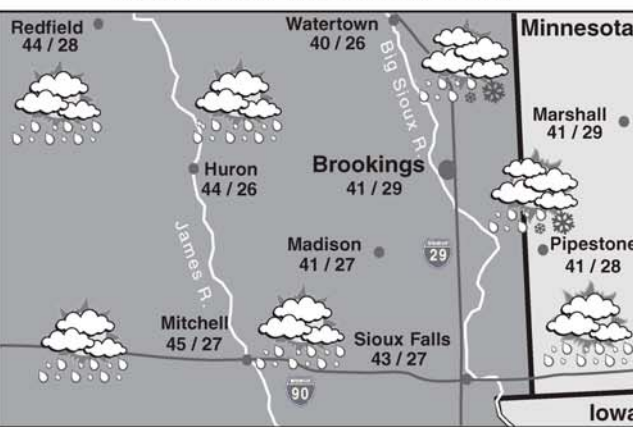 Redfield
44 / 28
Watertown
40 / 26
Minnesota
Big Sioux R.
Marshall
41 / 29
Huron
44 / 26
Brookings
41 / 29
James R.
Madison
41 / 27
29
Pipestone
41 / 28
Mitchell
45 / 27
Sioux Falls
43 / 27
90
Iowa